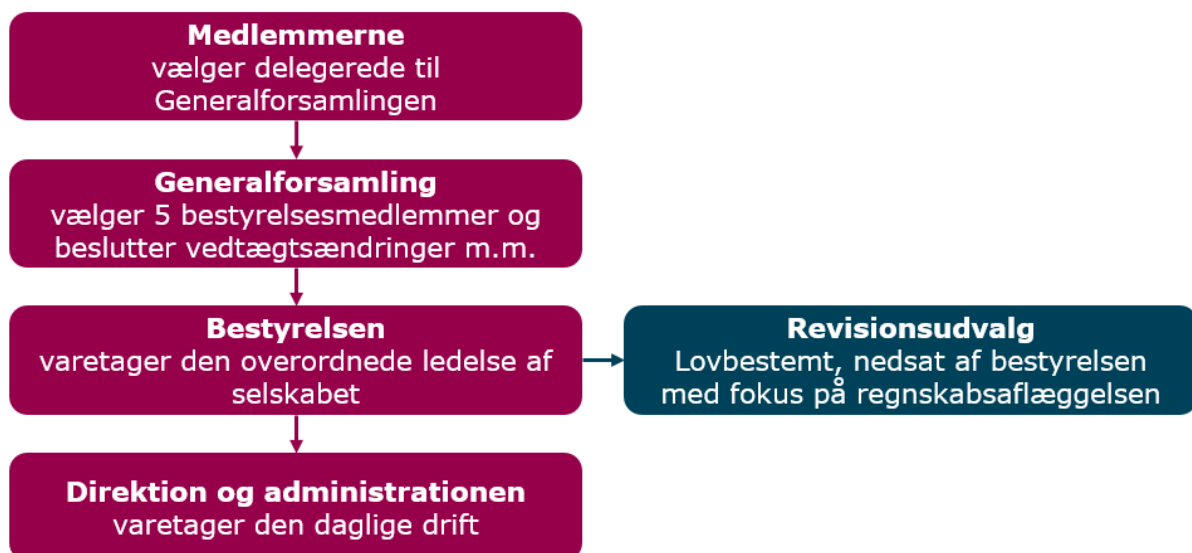 Medlemmerne
vælger delegerede til
Generalforsamlingen
Generalforsamling
vælger 5 bestyrelsesmedlemmer og
beslutter vedtægtsændringer m.m.
Bestyrelsen
varetager den overordnede ledelse af
selskabet
Revisionsudvalg
Lovbestemt, nedsat af bestyrelsen
med fokus på regnskabsaflæggelsen
Direktion og administrationen
varetager den daglige drift